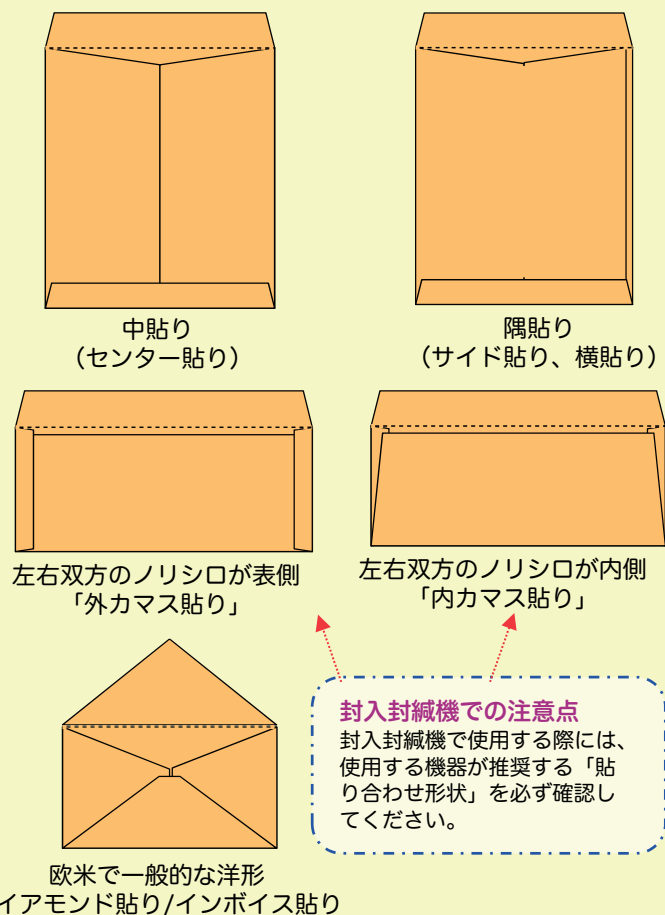 中貼り
（センター貼り）
隅貼り
（サイド貼り、横貼り）
左右双方のノリシロが表側
「外カマス貼り」
左右双方のノリシロが内側
「内カマス貼り」
封入封緘機での注意点
封入封緘機で使用する際には、
使用する機器が推奨する「貼
り合わせ形状」を必ず確認し
てください。
欧米で一般的な洋形
イアモンド貼り/インボイス貼り